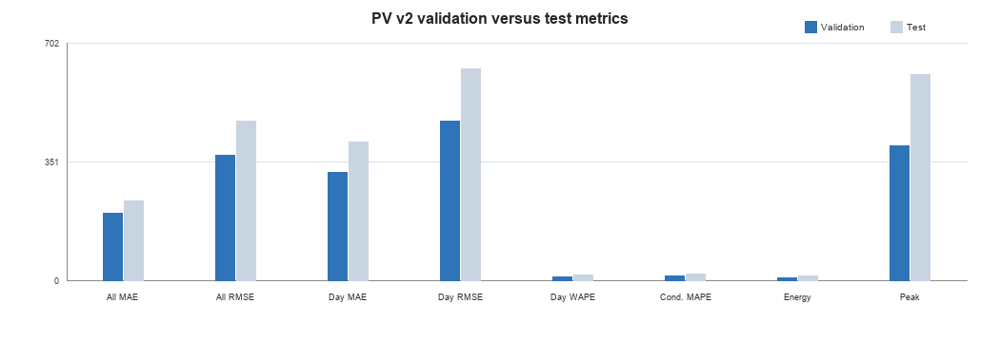 PV v2 validation versus test metrics
Validation Test
702
351
0
All MAE All RMSE Day MAE Day RMSE Day WAPE Cond. MAPE Energy Peak